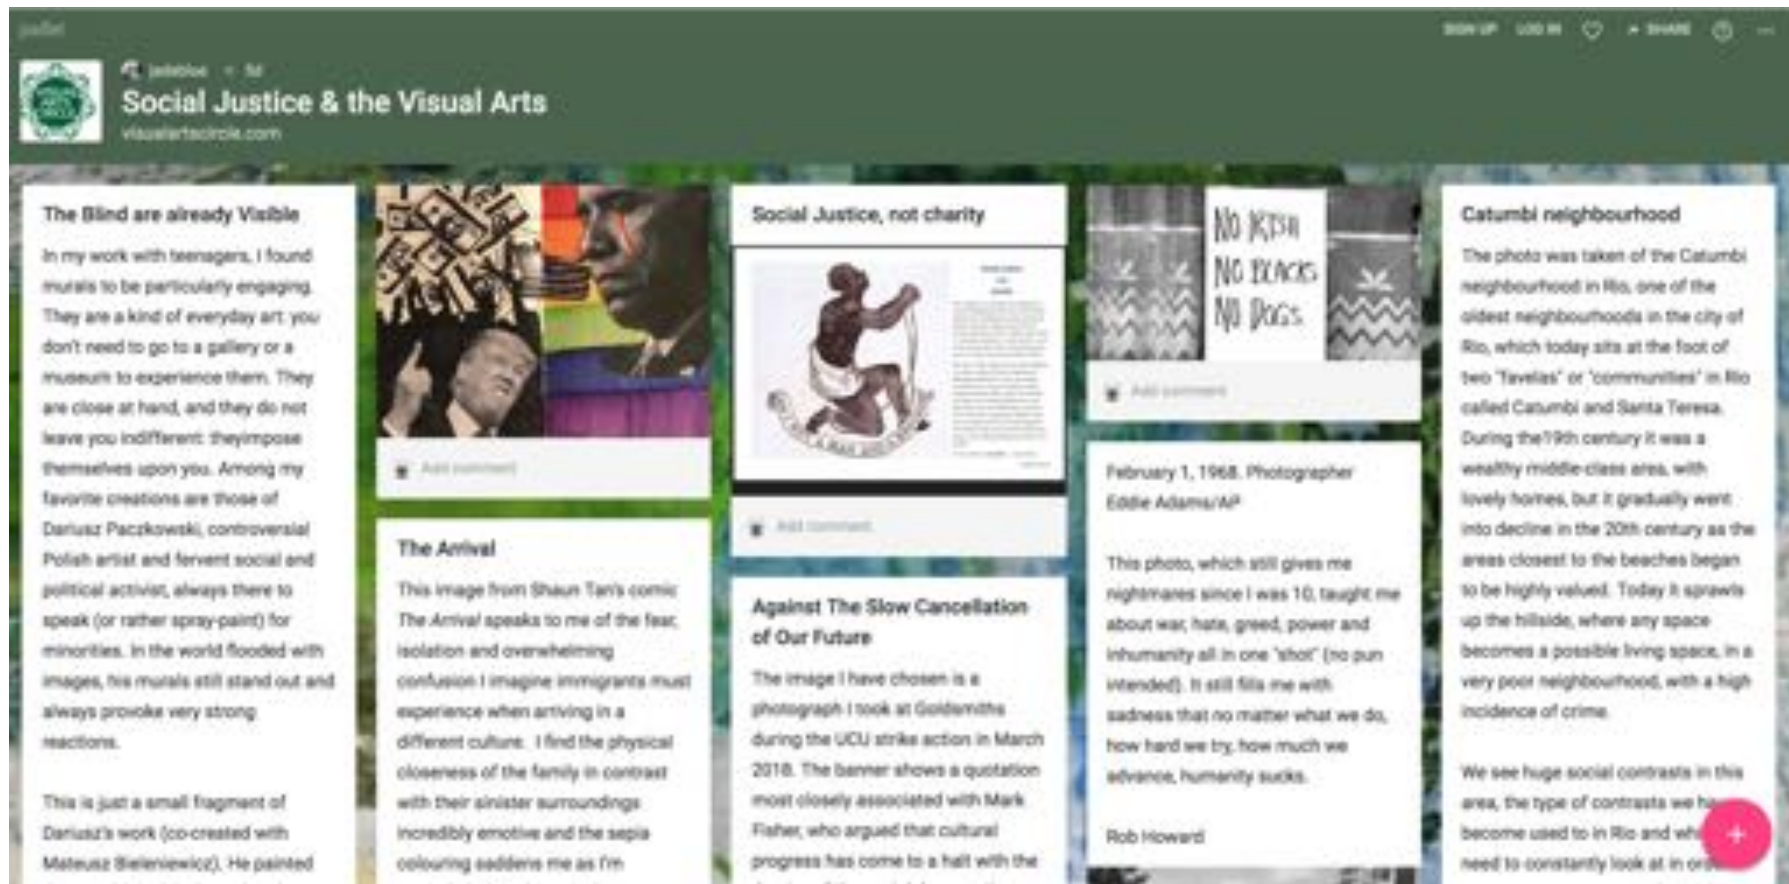 padlet
SIGN UP LOG IN SHARE
jadeblue
5d
Social Justice & the Visual Arts
visualartscircle.com
The Blind are already Visible
In my work with teenagers, I found
murals to be particularly engaging.
They are a kind of everyday art: you
don't need to go to a gallery or a
museum to experience them. They
are close at hand, and they do not
leave you indifferent: theyimpose
themselves upon you. Among my
favorite creations are those of
Dariusz Paczkowski, controversial
Polish artist and fervent social and
political activist, always there to
speak (or rather spray-paint) for
minorities. In the world flooded with
images, his murals still stand out and
always provoke very strong
reactions.
This is just a small fragment of
Dariusz's work (co-created with
Mateusz Bieleniewicz). He painted
Add comment
The Arrival
This image from Shaun Tan's comic
The Arrival speaks to me of the fear,
isolation and overwhelming
confusion I imagine immigrants must
experience when arriving in a
different culture. I find the physical
closeness of the family in contrast
with their sinister surroundings
incredibly emotive and the sepia
colouring saddens me as I'm
Social Justice, not charity
Add comment
Against The Slow Cancellation
of Our Future
The image I have chosen is a
photograph I took at Goldsmiths
during the UCU strike action in March
2018. The banner shows a quotation
most closely associated with Mark
Fisher, who argued that cultural
progress has come to a halt with the
NO IRISH
NO BLACKS
NO DOGS.
Add comment
February 1, 1968. Photographer
Eddie Adams/AP
This photo, which still gives me
nightmares since I was 10, taught me
about war, hate, greed, power and
inhumanity all in one "shot" (no pun
intended). It still fills me with
sadness that no matter what we do,
how hard we try, how much we
advance, humanity sucks.
Rob Howard
Catumbi neighbourhood
The photo was taken of the Catumbi
neighbourhood in Rio, one of the
oldest neighbourhoods in the city of
Rio, which today sits at the foot of
two "favelas" or "communities" in Rio
called Catumbi and Santa Teresa.
During the19th century it was a
wealthy middle-class area, with
lovely homes, but it gradually went
into decline in the 20th century as the
areas closest to the beaches began
to be highly valued. Today it sprawls
up the hillside, where any space
becomes a possible living space, in a
very poor neighbourhood, with a high
incidence of crime.
We see huge social contrasts in this
area, the type of contrasts we
become used to in Rio and
need to constantly look at in